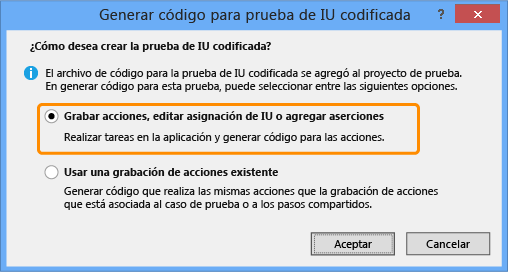 Generar código para prueba de IU codificada
?
¿Cómo desea crear la prueba de IU codificada?
El archivo de código para la prueba de IU codificada se agregó al proyecto de prueba.
En generar código para esta prueba, puede seleccionar entre las siguientes opciones.
Grabar acciones, editar asignación de IU o agregar aserciones
Realizar tareas en la aplicación y generar código para las acciones.
Usar una grabación de acciones existente
Generar código que realiza las mismas acciones que la grabación de acciones
que está asociada al caso de prueba o a los pasos compartidos.
Aceptar Cancelar